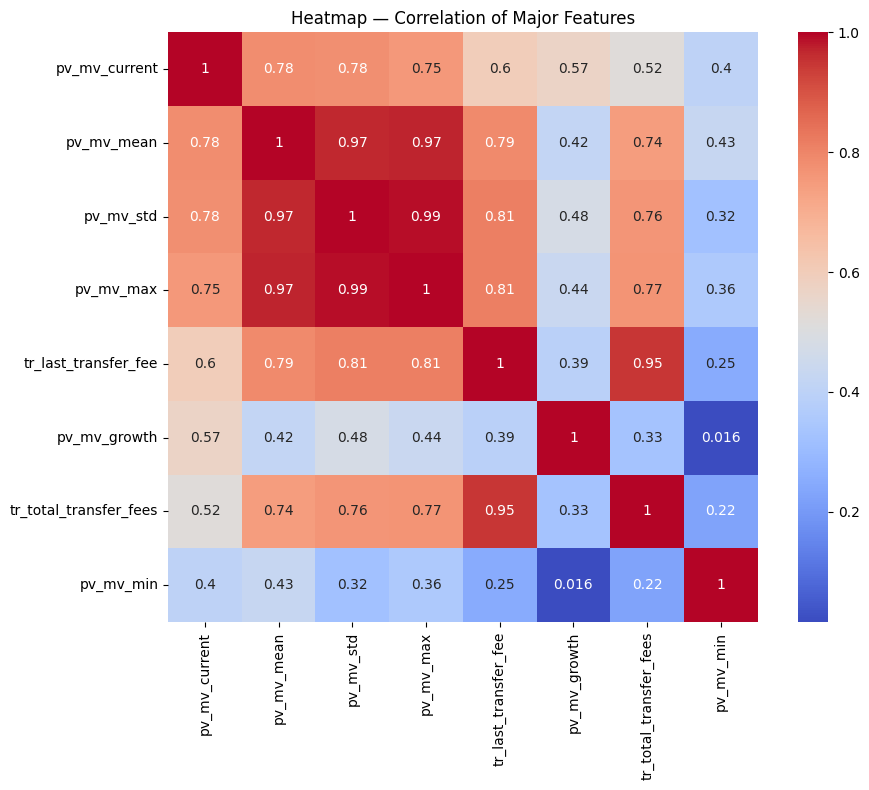 Heatmap — Correlation of Major Features
pv_mv_current 1 0.78 0.78 0.75 0.6 0.57 0.52 0.4
pv_mv_mean 0.78 1 0.97 0.97 0.79 0.42 0.74 0.43
pv_mv_std 0.78 0.97 1 0.99 0.81 0.48 0.76 0.32
pv_mv_max 0.75 0.97 0.99 1 0.81 0.44 0.77 0.36
tr_last_transfer_fee 0.6 0.79 0.81 0.81 1 0.39 0.95 0.25
pv_mv_growth 0.57 0.42 0.48 0.44 0.39 1 0.33 0.016
tr_total_transfer_fees 0.52 0.74 0.76 0.77 0.95 0.33 1 0.22
pv_mv_min 0.4 0.43 0.32 0.36 0.25 0.016 0.22 1
pv_mv_current
pv_mv_mean
pv_mv_std
pv_mv_max
tr_last_transfer_fee
pv_mv_growth
tr_total_transfer_fees
pv_mv_min
1.0
0.8
0.6
0.4
0.2